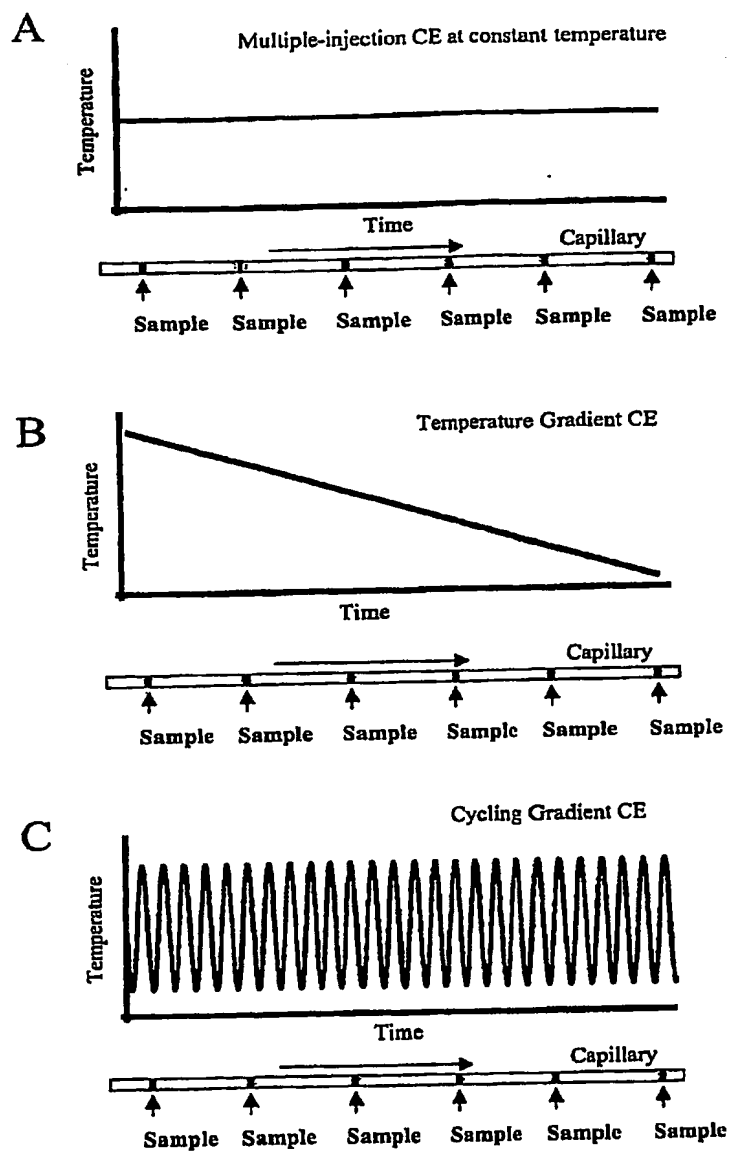 A
Multiple-injection CE at constant temperature
Temperature
Time
Capillary
Sample Sample Sample Sample Sample Sample
B
Temperature Gradient CE
Temperature
Time
Capillary
Sample Sample Sample Sample Sample Sample
C
Cycling Gradient CE
Temperature
Time
Capillary
Sample Sample Sample Sample Sample Sample